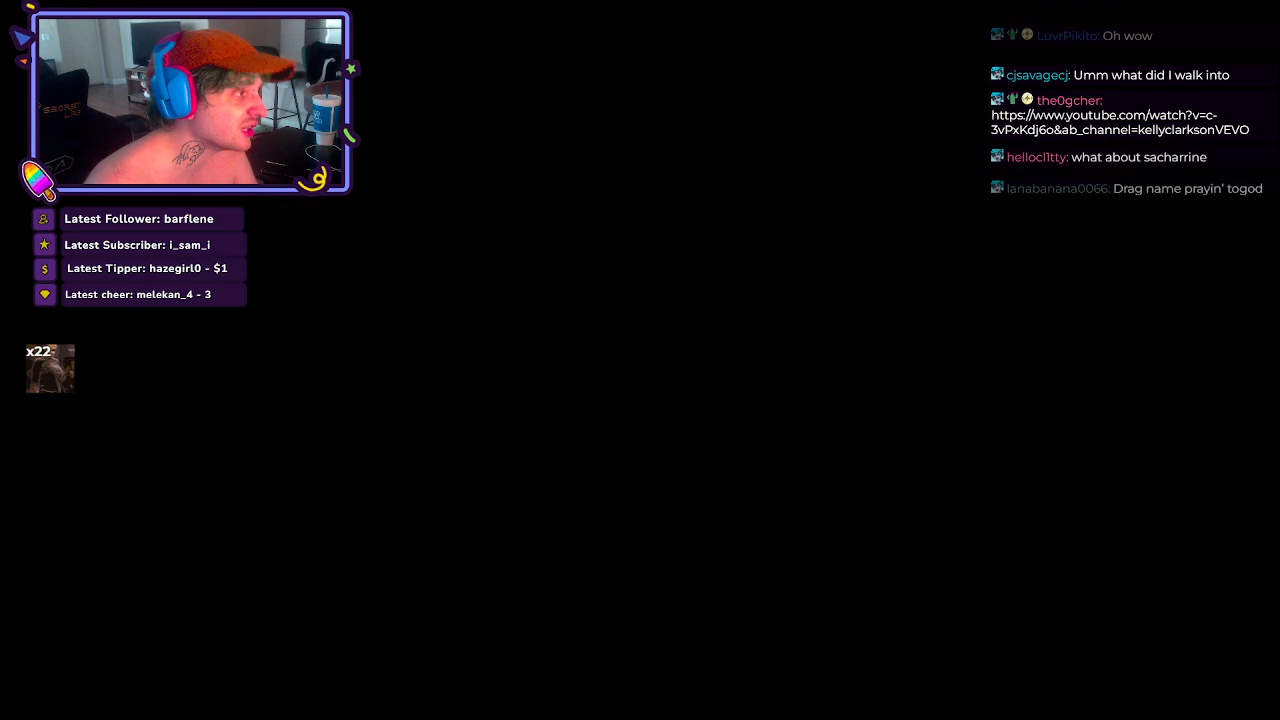 SECRET
LAB
Latest Follower: barflene
Latest Subscriber: i_sam_i
Latest Tipper: hazegirl0 - $1
Latest cheer: melekan_4 - 3
x22
LuvrPikito: Oh wow
cjsavagecj: Umm what did I walk into
the0gcher:
https://www.youtube.com/watch?v=c-
3vPxKdj6o&ab_channel=kellyclarksonVEVO
hellocl1tty: what about sacharrine
lanabanana0066: Drag name prayin' togod